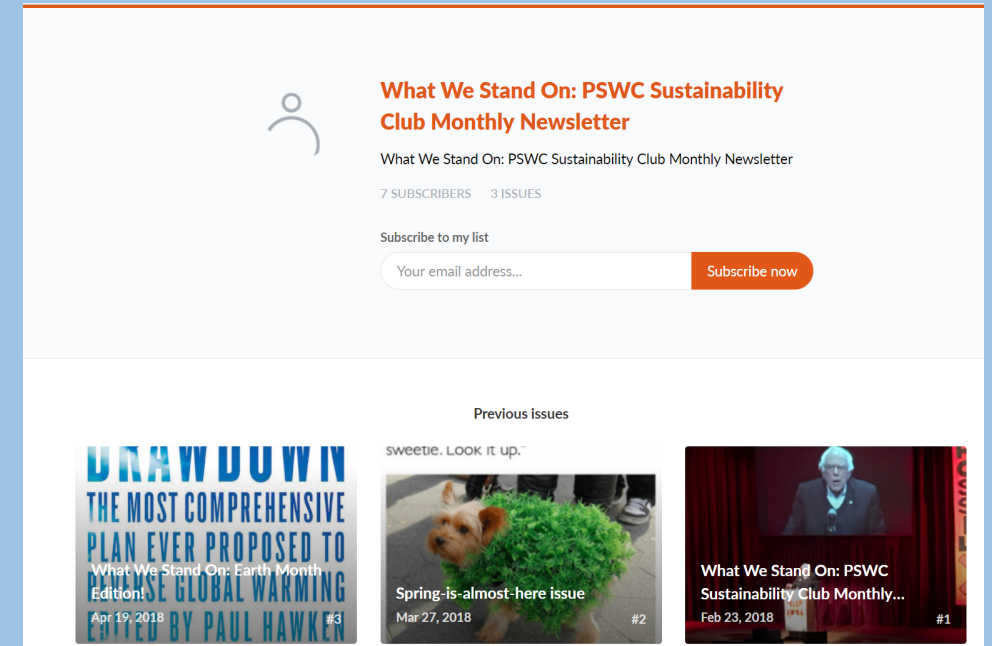 What We Stand On: PSWC Sustainability
Club Monthly Newsletter
What We Stand On: PSWC Sustainability Club Monthly Newsletter
7 SUBSCRIBERS 3 ISSUES
Subscribe to my list
Your email address...
Subscribe now
Previous issues
DRAWDOWN
THE MOST COMPREHENSIVE
PLAN EVER PROPOSED TO
GLOBAL WARMING
EDITED BY PAUL HAWKEN
What We Stand On: Earth Month
Edition!
Apr 19, 2018
#3
sweetie. Look it up."
Spring-is-almost-here issue
Mar 27, 2018
#2
What We Stand On: PSWC
Sustainability Club Monthly...
Feb 23, 2018
#1